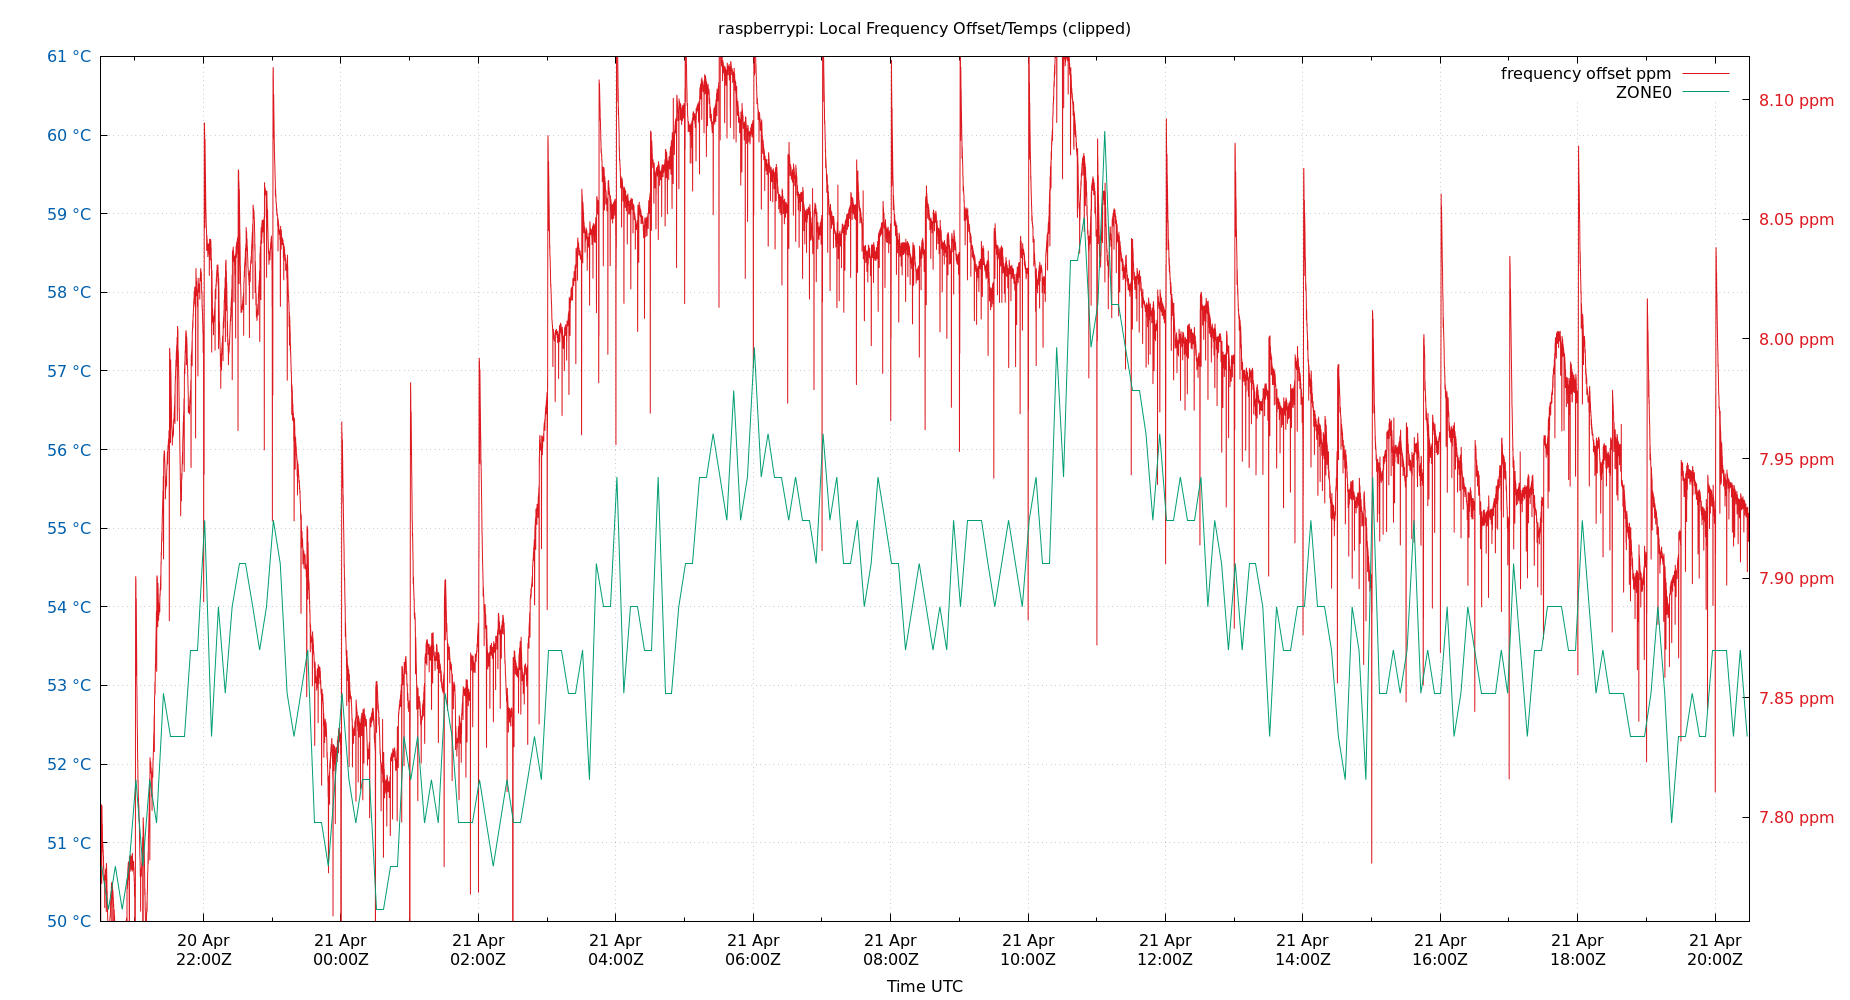 raspberrypi: Local Frequency Offset/Temps (clipped)
61 °C
60 °C
59 °C
58 °C
57 °C
56 °C
55 °C
54 °C
53 °C
52 °C
51 °C
50 °C
frequency offset ppm
ZONE0
8.10 ppm
8.05 ppm
8.00 ppm
7.95 ppm
7.90 ppm
7.85 ppm
7.80 ppm
20 Apr 21 Apr 21 Apr 21 Apr 21 Apr 21 Apr 21 Apr 21 Apr 21 Apr 21 Apr 21 Apr 21 Apr
22:00Z 00:00Z 02:00Z 04:00Z 06:00Z 08:00Z 10:00Z 12:00Z 14:00Z 16:00Z 18:00Z 20:00Z
Time UTC